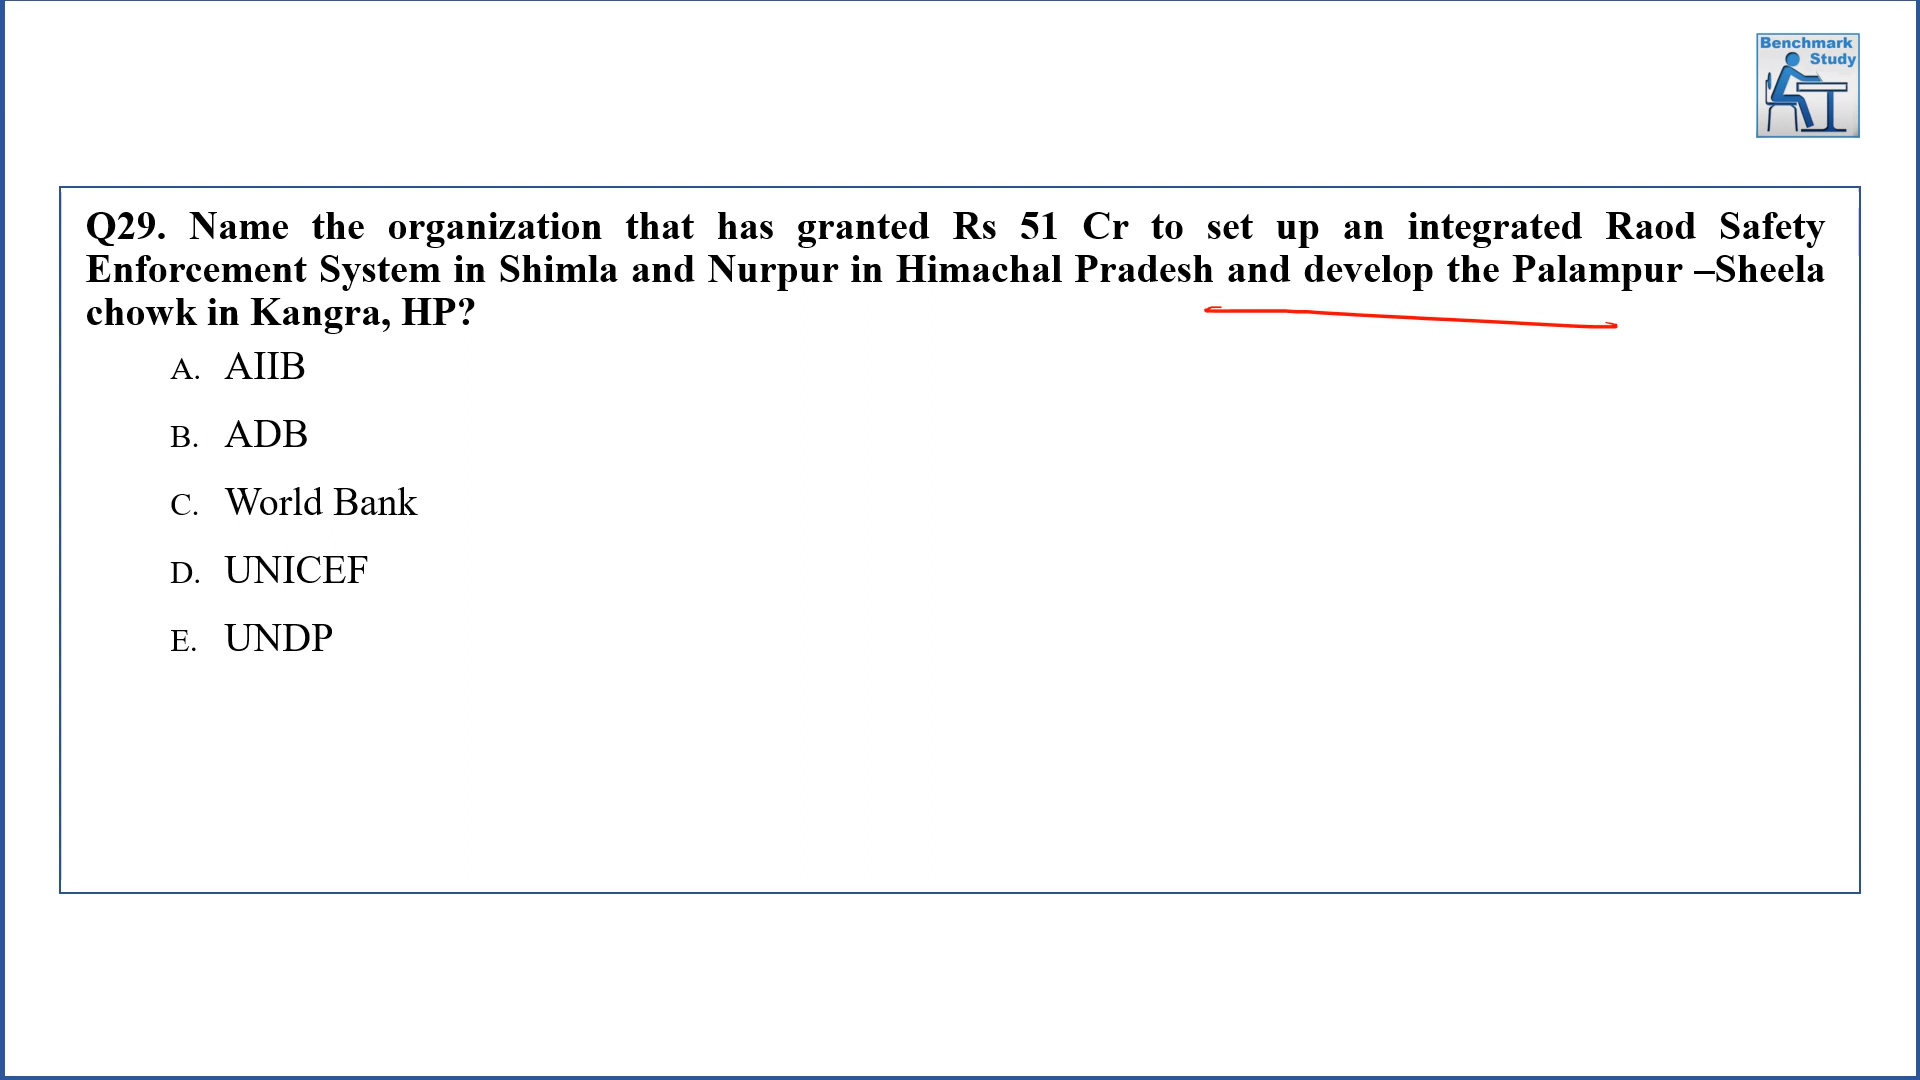 Benchmark
Study
Q29. Name the organization that has granted Rs 51 Cr to set up an integrated Raod Safety
Enforcement System in Shimla and Nurpur in Himachal Pradesh and develop the Palampur –Sheela
chowk in Kangra, HP?
A. AIIB
B. ADB
C. World Bank
D. UNICEF
E. UNDP